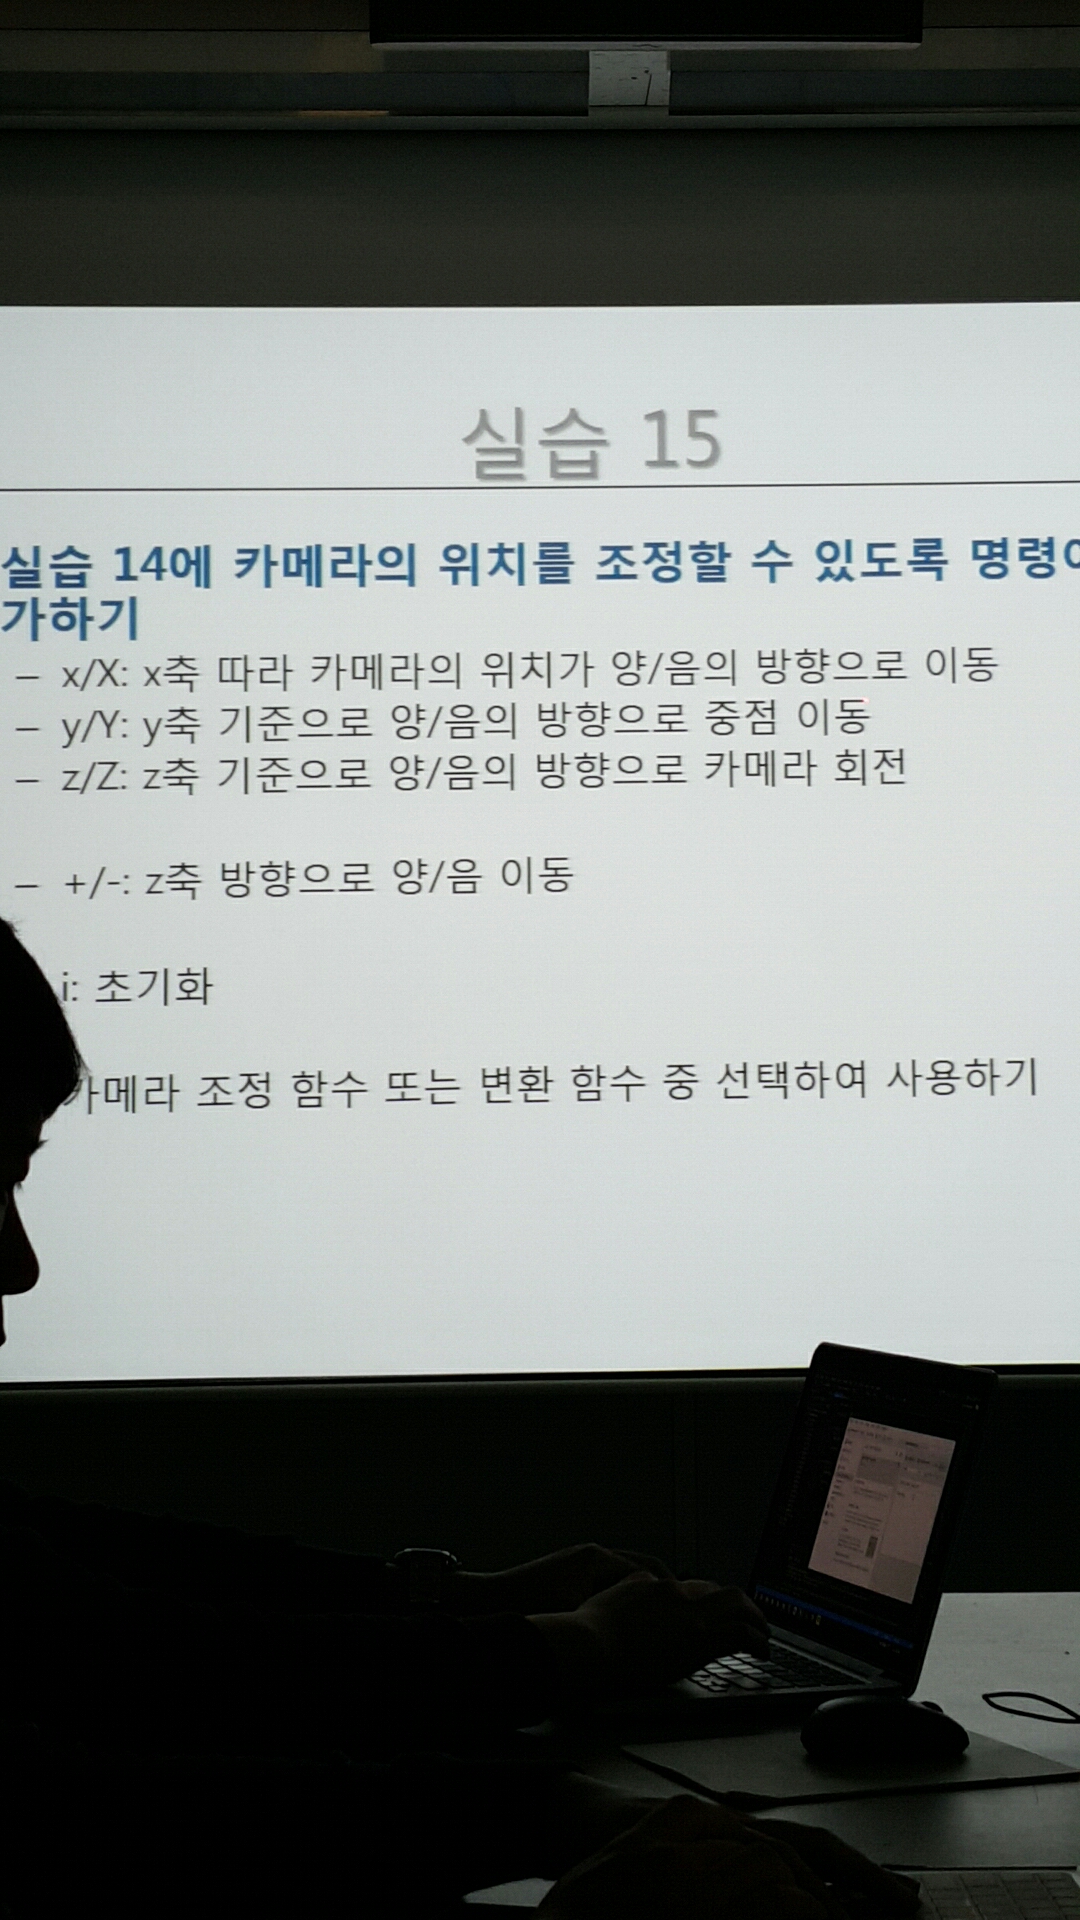 실습 15
실습 14에 카메라의 위치를 조정할 수 있도록 명령어
가하기
– x/X: x축 따라 카메라의 위치가 양/음의 방향으로 이동
– y/Y: y축 기준으로 양/음의 방향으로 중점 이동
– z/Z: z축 기준으로 양/음의 방향으로 카메라 회전
– +/-: z축 방향으로 양/음 이동
i: 초기화
카메라 조정 함수 또는 변환 함수 중 선택하여 사용하기